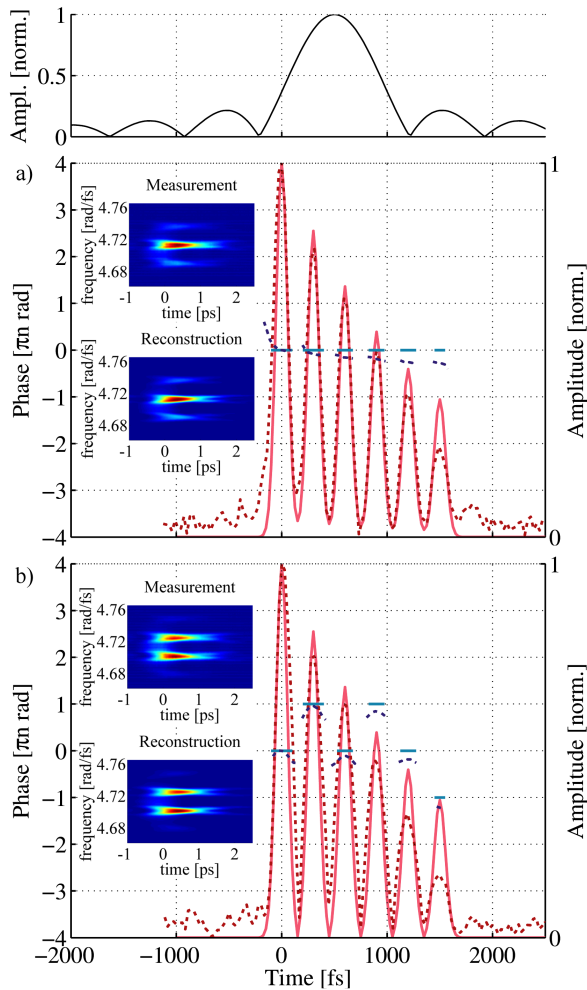 Ampl. [norm.]
1
0.5
0
a)
Phase [πn rad]
4
3
2
1
0
−1
−2
−3
−4
1
0
Amplitude [norm.]
Measurement
frequency [rad/fs]
4.76
4.72
4.68
-1 0 1 2
time [ps]
Reconstruction
frequency [rad/fs]
4.76
4.72
4.68
-1 0 1 2
time [ps]
b)
Phase [πn rad]
4
3
2
1
0
−1
−2
−3
−4
1
0
Amplitude [norm.]
Measurement
frequency [rad/fs]
4.76
4.72
4.68
-1 0 1 2
time [ps]
Reconstruction
frequency [rad/fs]
4.76
4.72
4.68
-1 0 1 2
time [ps]
−2000 −1000 0 1000 2000
Time [fs]